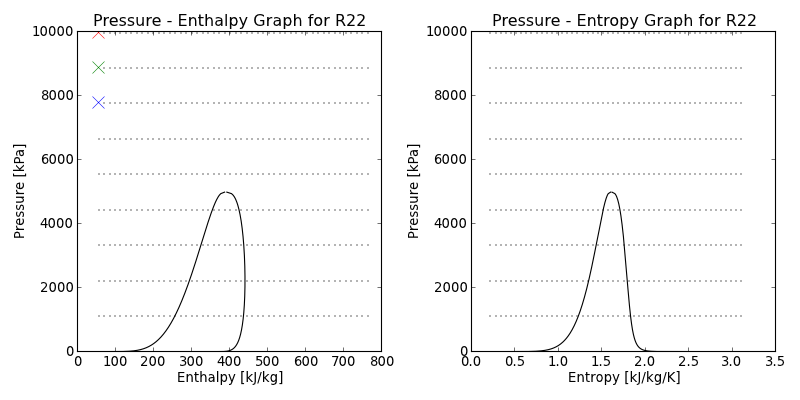 Pressure - Enthalpy Graph for R22
10000
8000
6000
4000
2000
0
Pressure [kPa]
0 100 200 300 400 500 600 700 800
Enthalpy [kJ/kg]
Pressure - Entropy Graph for R22
10000
8000
6000
4000
2000
0
Pressure [kPa]
0.0 0.5 1.0 1.5 2.0 2.5 3.0 3.5
Entropy [kJ/kg/K]